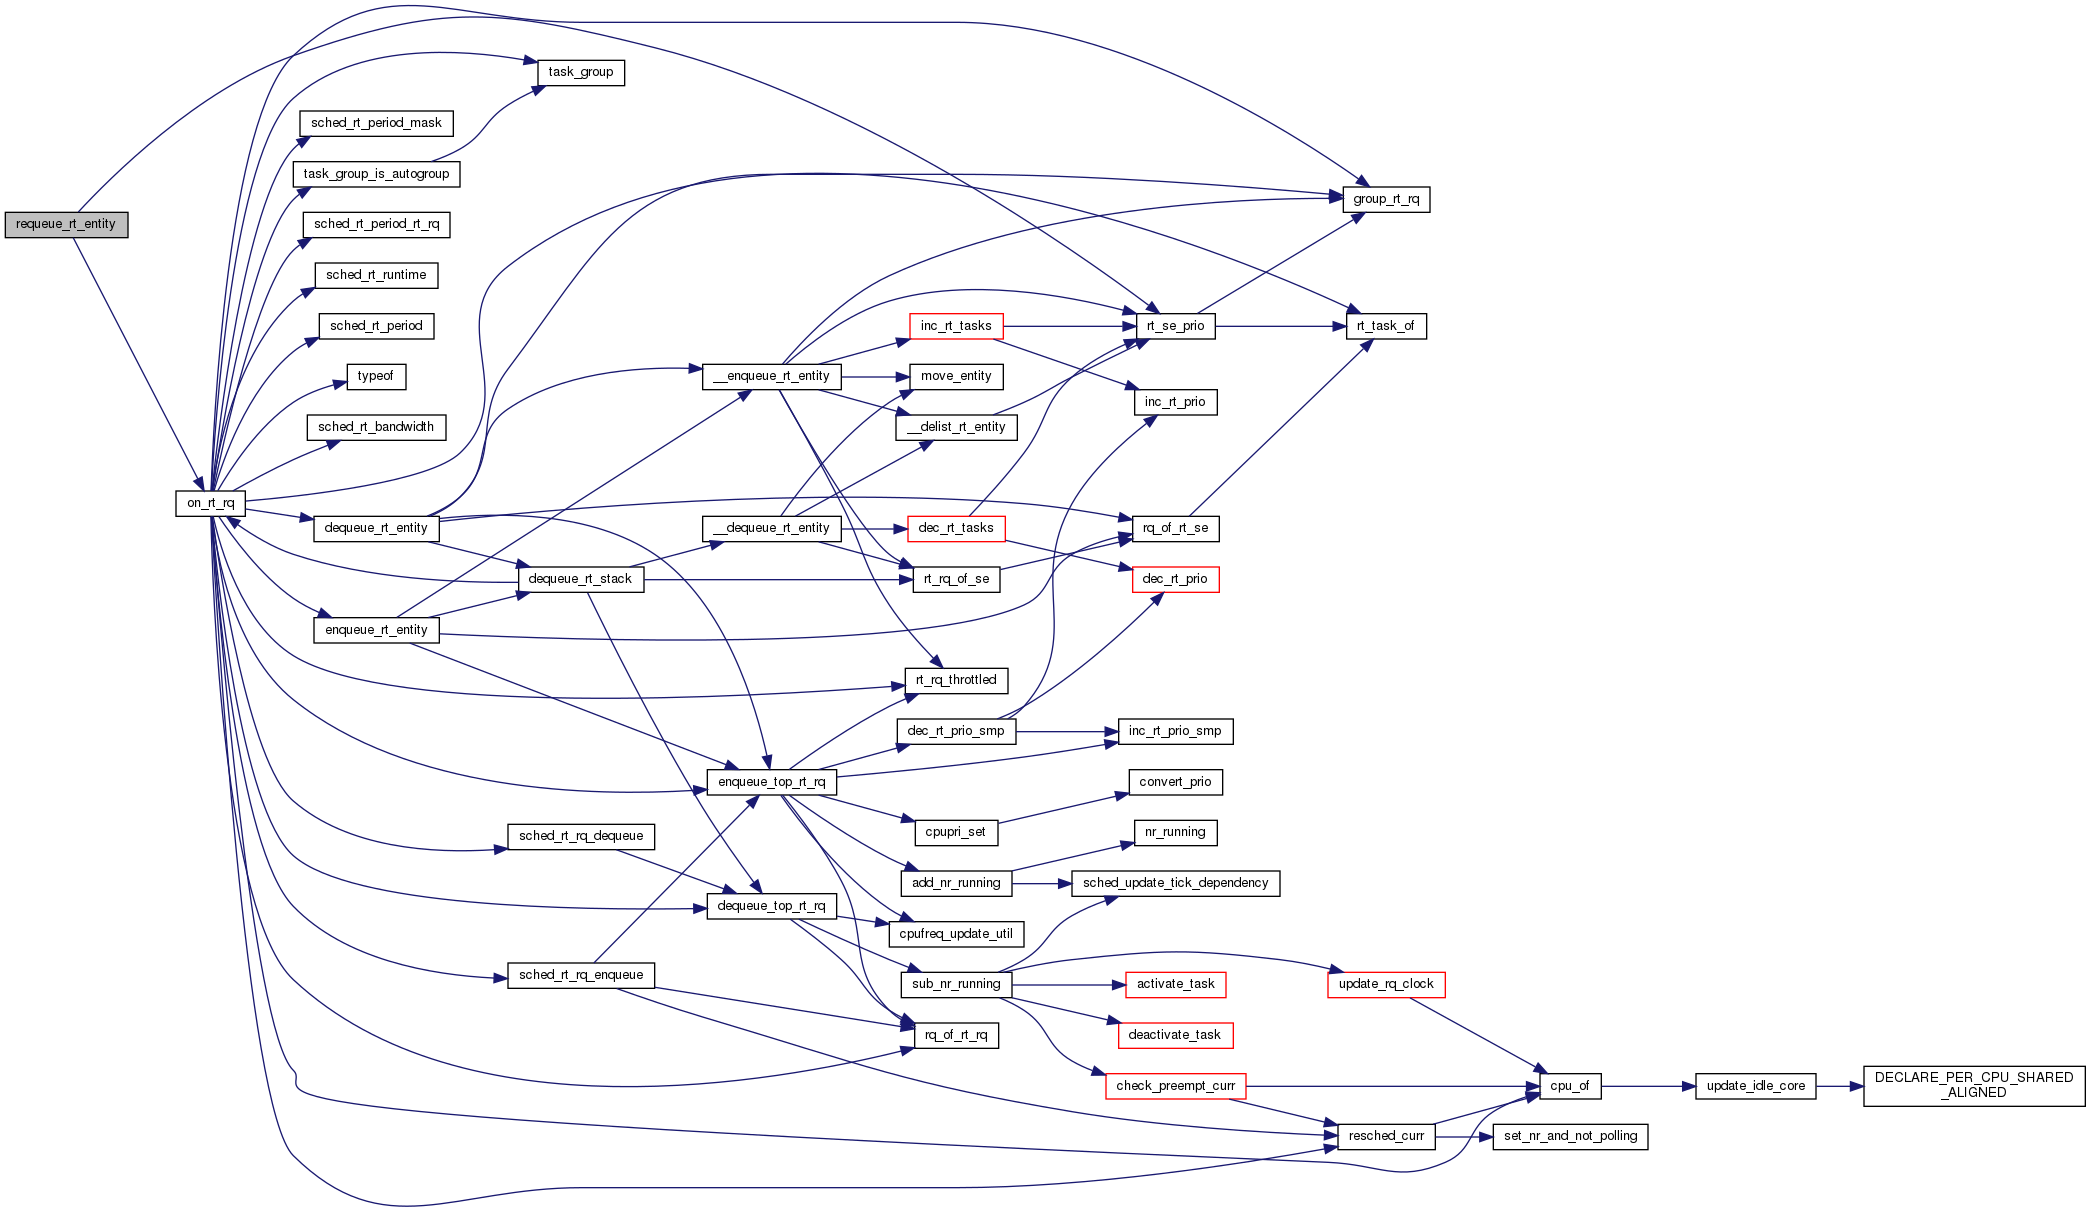 requeue_rt_entity
on_rt_rq
task_group
sched_rt_period_mask
task_group_is_autogroup
sched_rt_period_rt_rq
sched_rt_runtime
sched_rt_period
typeof
sched_rt_bandwidth
dequeue_rt_entity
dequeue_rt_stack
enqueue_rt_entity
sched_rt_rq_dequeue
sched_rt_rq_enqueue
__enqueue_rt_entity
__dequeue_rt_entity
enqueue_top_rt_rq
dequeue_top_rt_rq
inc_rt_tasks
move_entity
__delist_rt_entity
dec_rt_tasks
rt_rq_of_se
rt_rq_throttled
dec_rt_prio_smp
cpupri_set
add_nr_running
cpufreq_update_util
sub_nr_running
rq_of_rt_rq
rt_se_prio
inc_rt_prio
rq_of_rt_se
dec_rt_prio
inc_rt_prio_smp
convert_prio
nr_running
sched_update_tick_dependency
activate_task
deactivate_task
check_preempt_curr
group_rt_rq
rt_task_of
update_rq_clock
resched_curr
cpu_of
set_nr_and_not_polling
update_idle_core
DECLARE_PER_CPU_SHARED
_ALIGNED